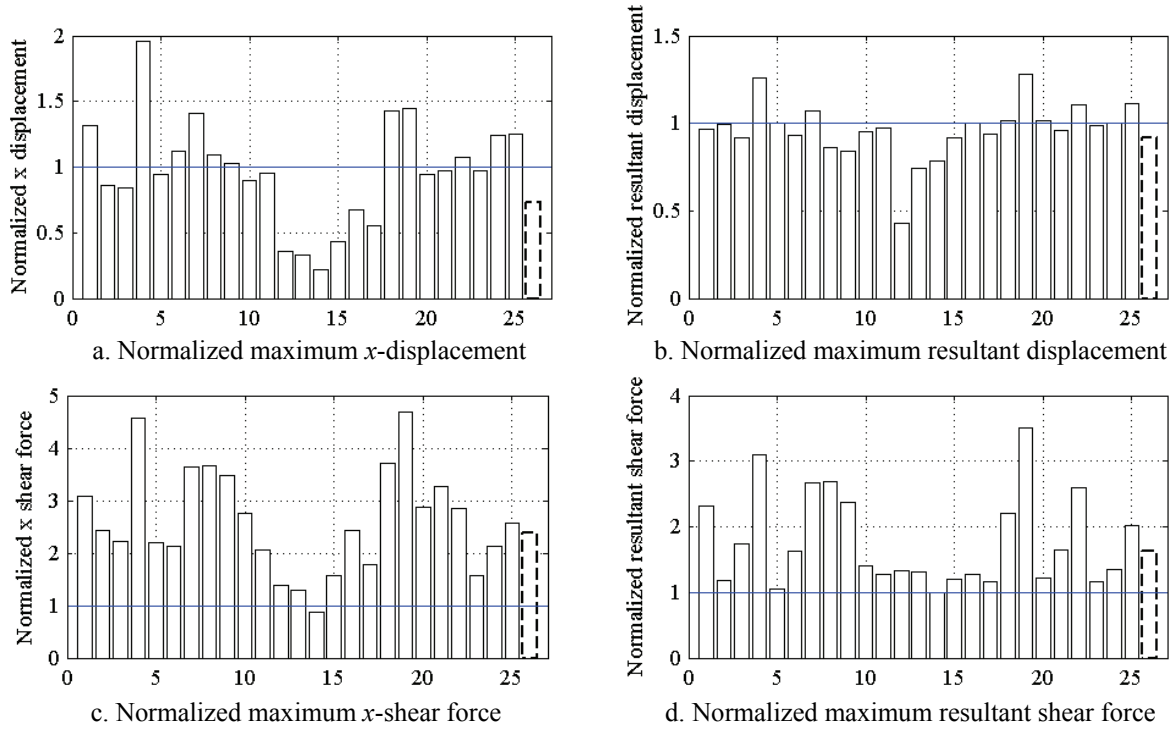 Normalized x displacement
2
1.5
1
0.5
0
0 5 10 15 20 25
a. Normalized maximum x-displacement
Normalized resultant displacement
1.5
1
0.5
0
0 5 10 15 20 25
b. Normalized maximum resultant displacement
Normalized x shear force
5
4
3
2
1
0
0 5 10 15 20 25
c. Normalized maximum x-shear force
Normalized resultant shear force
4
3
2
1
0
0 5 10 15 20 25
d. Normalized maximum resultant shear force